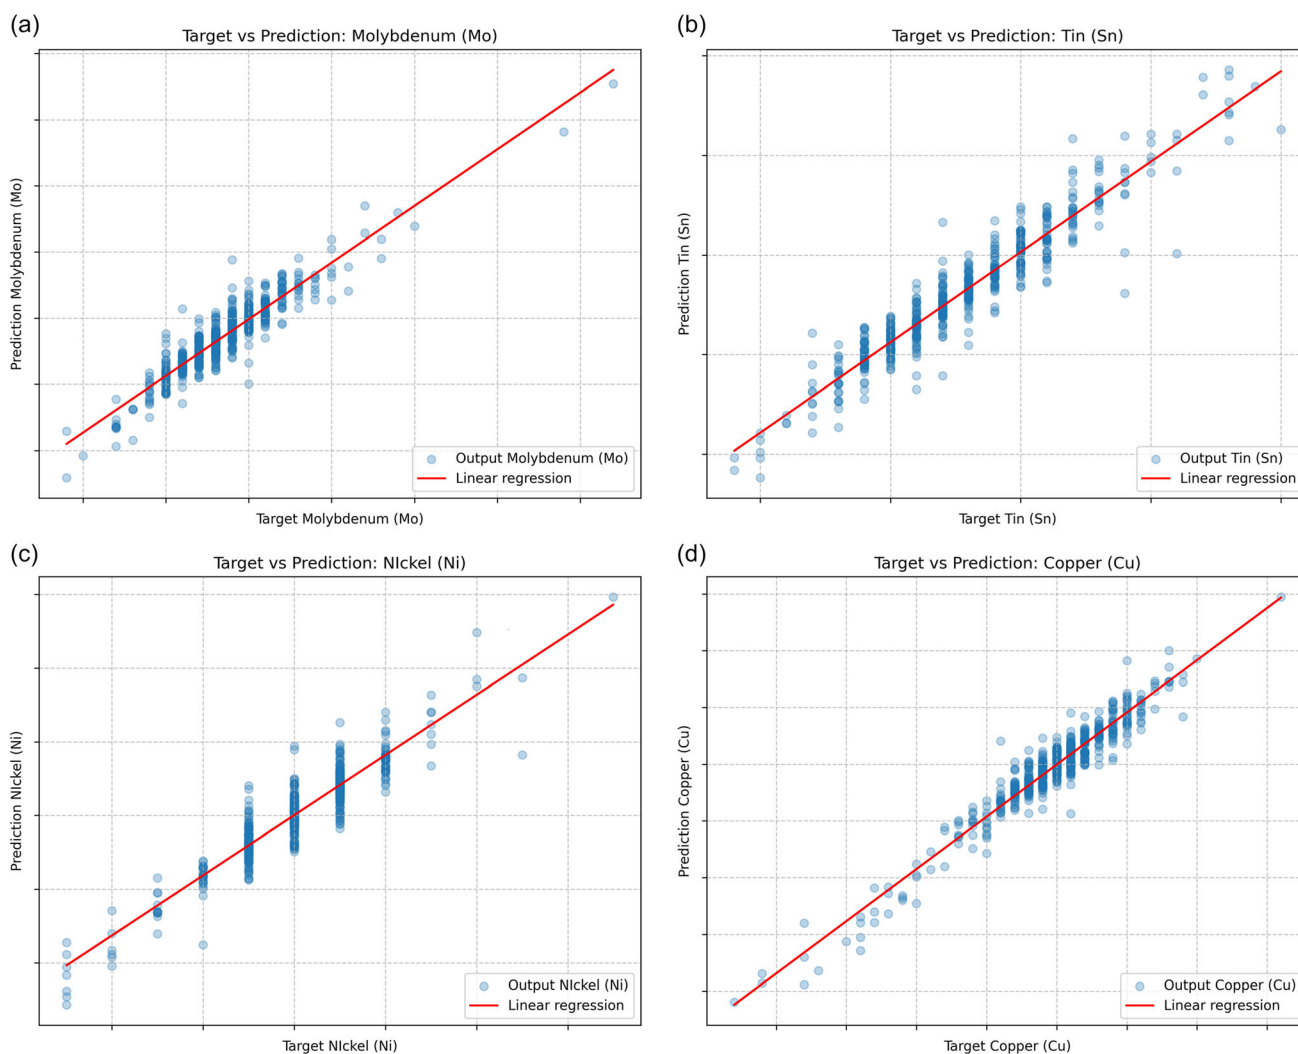 (a)
Target vs Prediction: Molybdenum (Mo)
Prediction Molybdenum (Mo)
Output Molybdenum (Mo)
Linear regression
Target Molybdenum (Mo)
(b)
Target vs Prediction: Tin (Sn)
Prediction Tin (Sn)
Output Tin (Sn)
Linear regression
Target Tin (Sn)
(c)
Target vs Prediction: NIckel (Ni)
Prediction NIckel (Ni)
Output NIckel (Ni)
Linear regression
Target NIckel (Ni)
(d)
Target vs Prediction: Copper (Cu)
Prediction Copper (Cu)
Output Copper (Cu)
Linear regression
Target Copper (Cu)